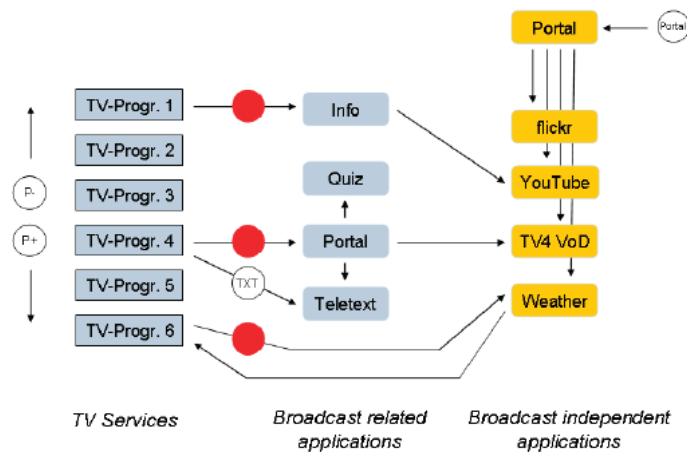 Portal
Portal
TV-Progr. 1
Info
flickr
TV-Progr. 2
Quiz
YouTube
P-
TV-Progr. 3
P+
TV-Progr. 4
Portal
TV4 VoD
TXT
TV-Progr. 5
Teletext
Weather
TV-Progr. 6
TV Services
Broadcast related
applications
Broadcast independent
applications